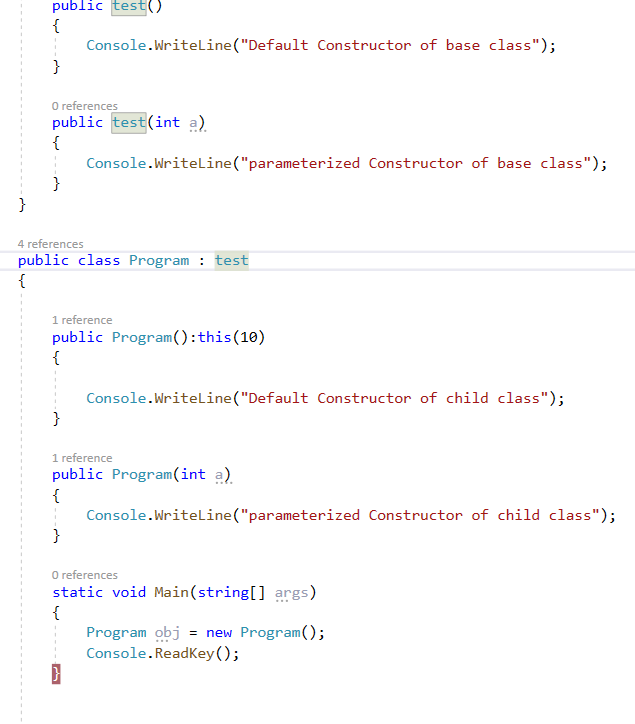 public test()
{
Console.WriteLine("Default Constructor of base class");
}
0 references
public test(int a)
{
Console.WriteLine("parameterized Constructor of base class");
}
}
4 references
public class Program : test
{
1 reference
public Program():this(10)
{
Console.WriteLine("Default Constructor of child class");
}
1 reference
public Program(int a)
{
Console.WriteLine("parameterized Constructor of child class");
}
0 references
static void Main(string[] args)
{
Program obj = new Program();
Console.ReadKey();
}